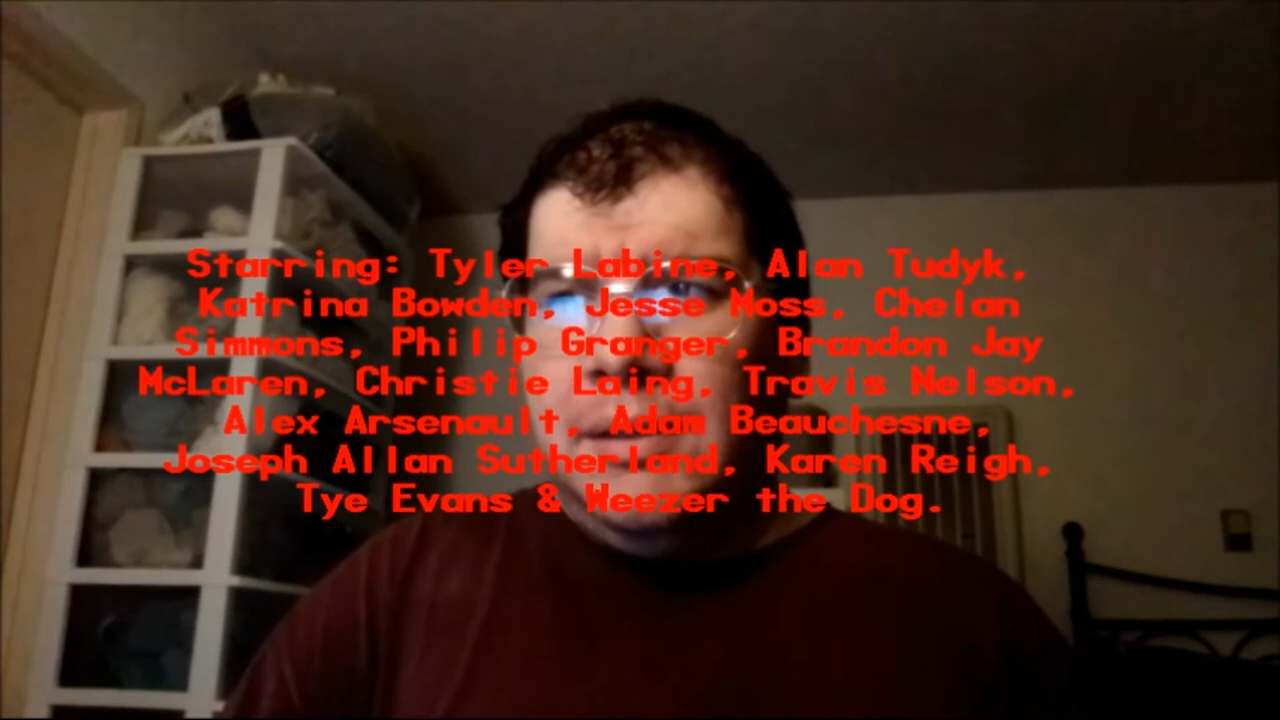 Starring: Tyler Labine, Alan Tudyk,
Katrina Bowden, Jesse Moss, Chelan
Simmons, Philip Granger, Brandon Jay
McLaren, Christie Laing, Travis Nelson,
Alex Arsenault, Adam Beauchesne,
Joseph Allan Sutherland, Karen Reigh,
Tye Evans & Weezer the Dog.